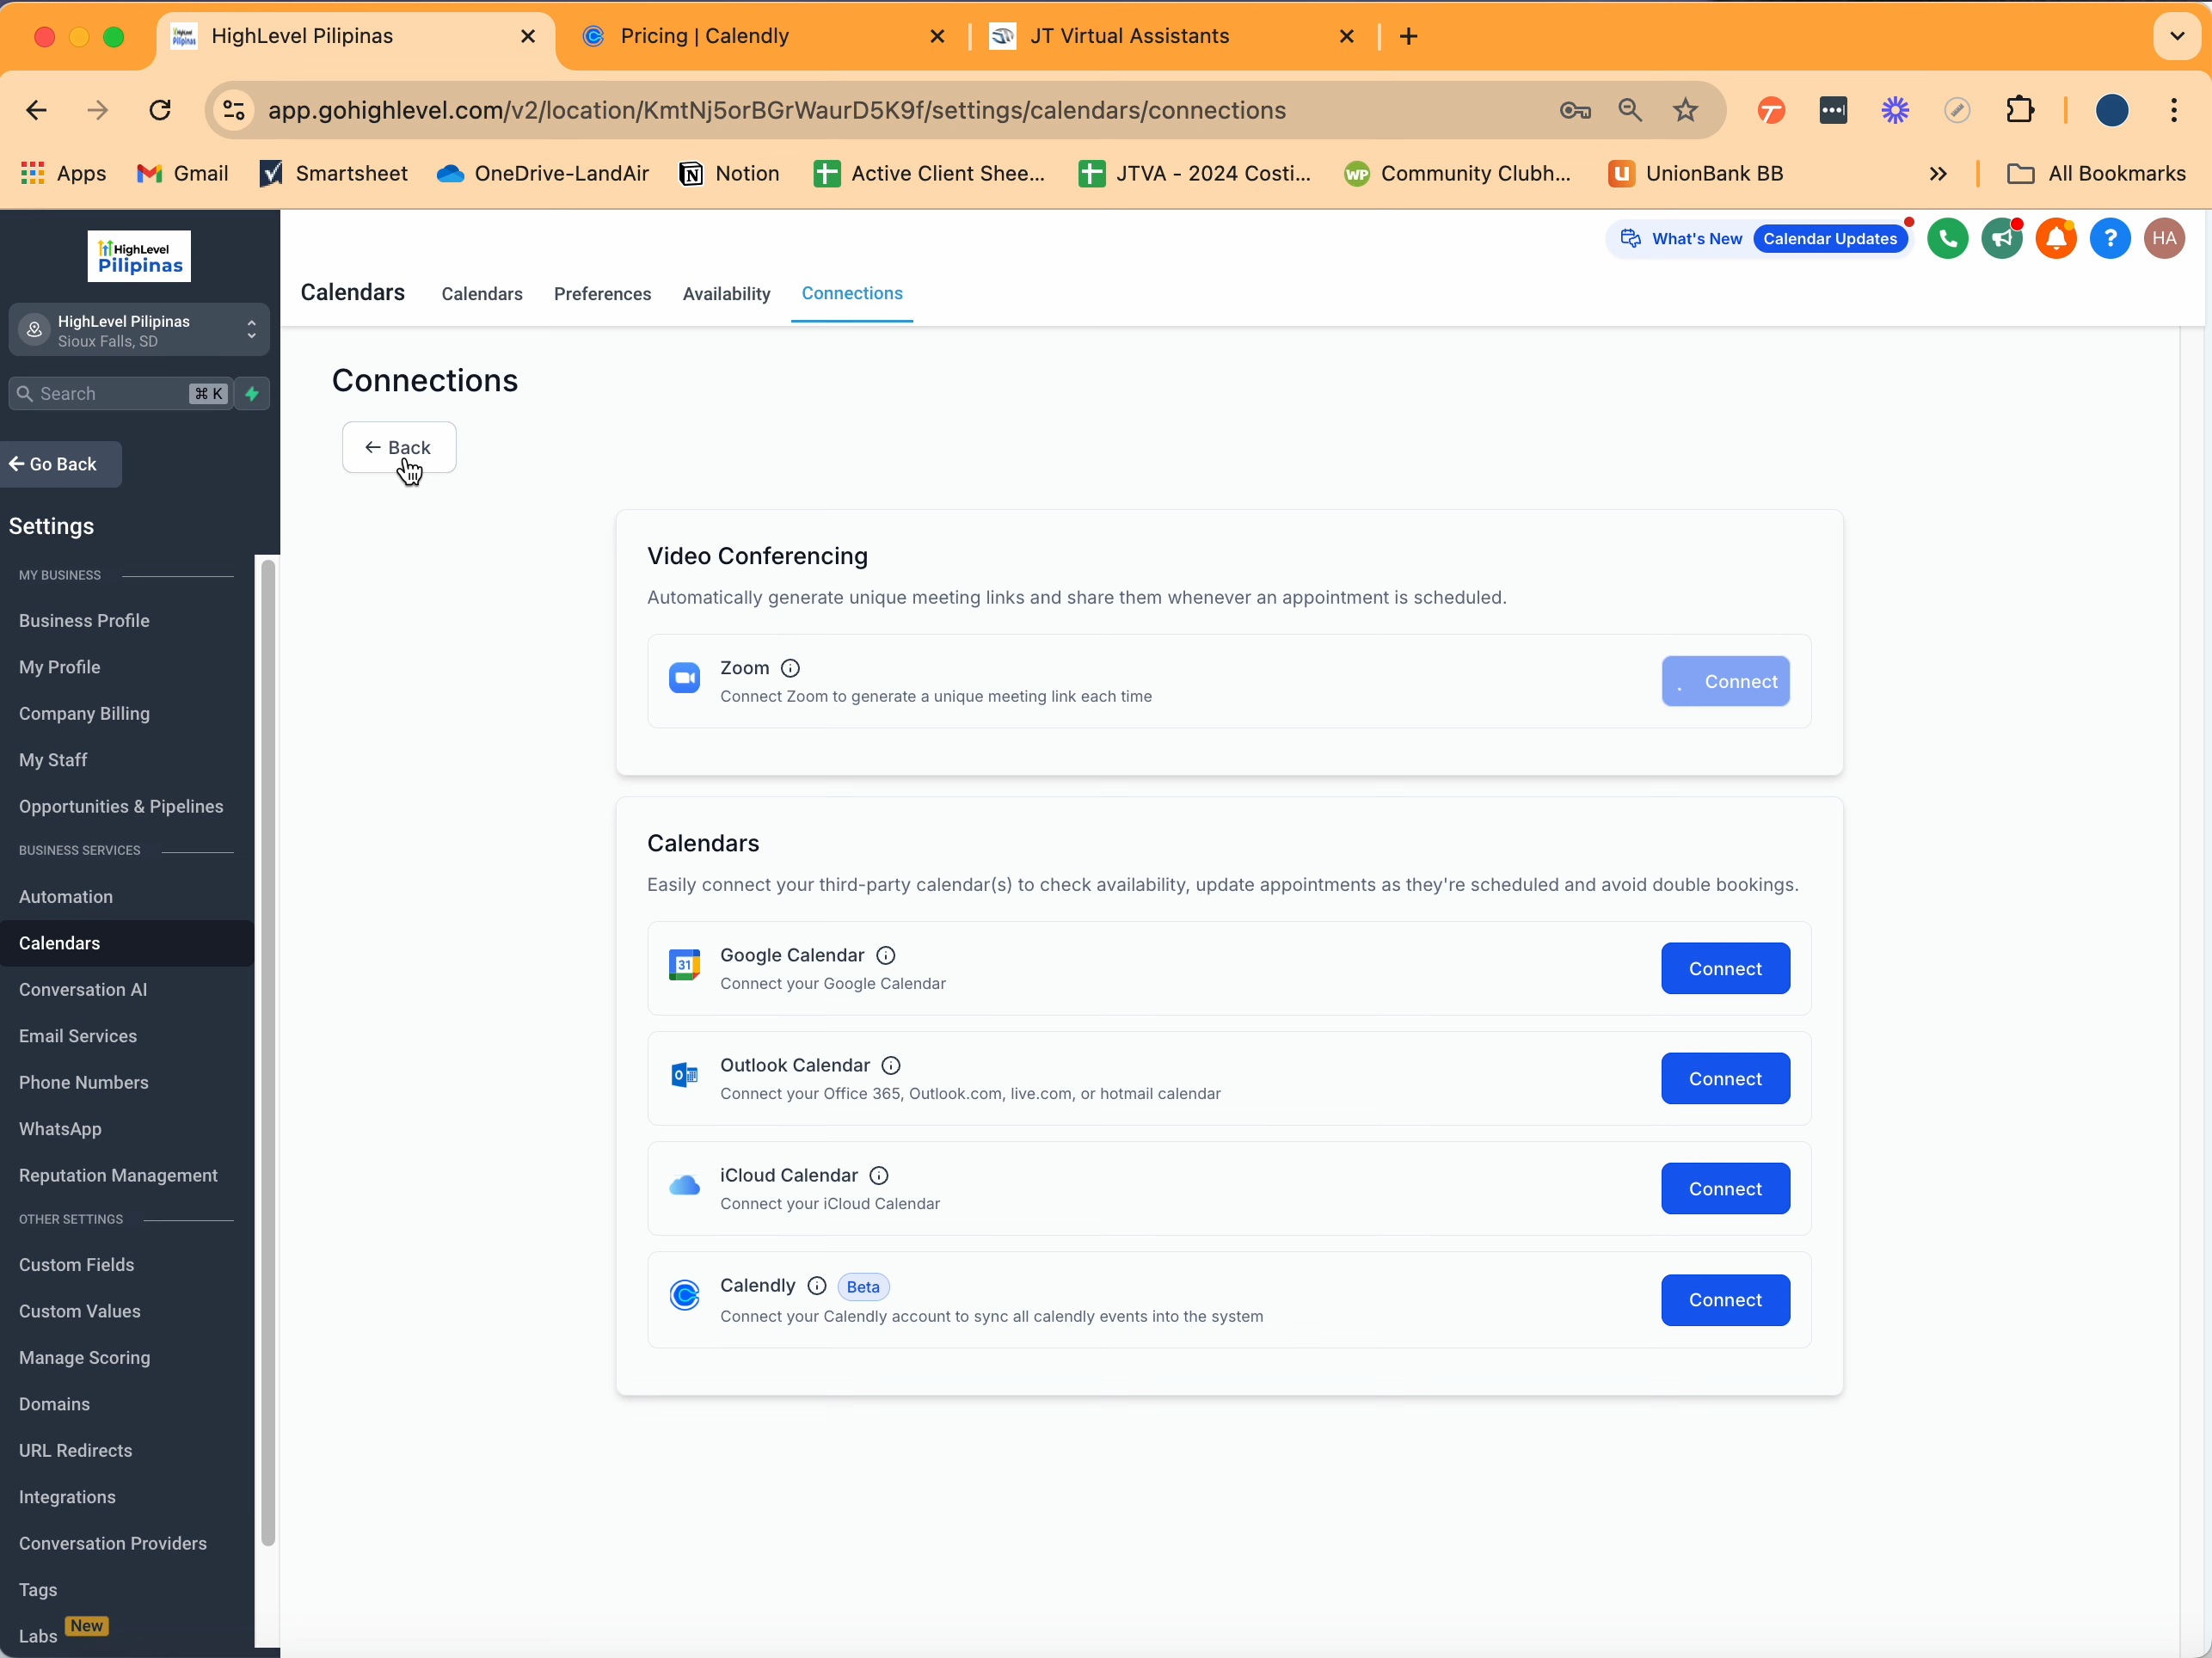 HighLevel Pilipinas
Pricing | Calendly
JT Virtual Assistants
app.gohighlevel.com/v2/location/KmtNj5orBGrWaurD5K9f/settings/calendars/connections
Apps
Gmail
Smartsheet
OneDrive-LandAir
Notion
Active Client Shee...
JTVA - 2024 Costi...
WP
Community Clubh...
UnionBank BB
All Bookmarks
HighLevel
Pilipinas
What's New
Calendar Updates
HA
Calendars
Calendars
Preferences
Availability
Connections
HighLevel Pilipinas
Sioux Falls, SD
Search
⌘ K
Go Back
Settings
MY BUSINESS
Business Profile
My Profile
Company Billing
My Staff
Opportunities & Pipelines
BUSINESS SERVICES
Automation
Calendars
Conversation AI
Email Services
Phone Numbers
WhatsApp
Reputation Management
OTHER SETTINGS
Custom Fields
Custom Values
Manage Scoring
Domains
URL Redirects
Integrations
Conversation Providers
Tags
Labs New
Connections
Back
Video Conferencing
Automatically generate unique meeting links and share them whenever an appointment is scheduled.
Zoom
Connect Zoom to generate a unique meeting link each time
Connect
Calendars
Easily connect your third-party calendar(s) to check availability, update appointments as they're scheduled and avoid double bookings.
31
Google Calendar
Connect your Google Calendar
Connect
Outlook Calendar
Connect your Office 365, Outlook.com, live.com, or hotmail calendar
Connect
iCloud Calendar
Connect your iCloud Calendar
Connect
Calendly
Beta
Connect your Calendly account to sync all calendly events into the system
Connect